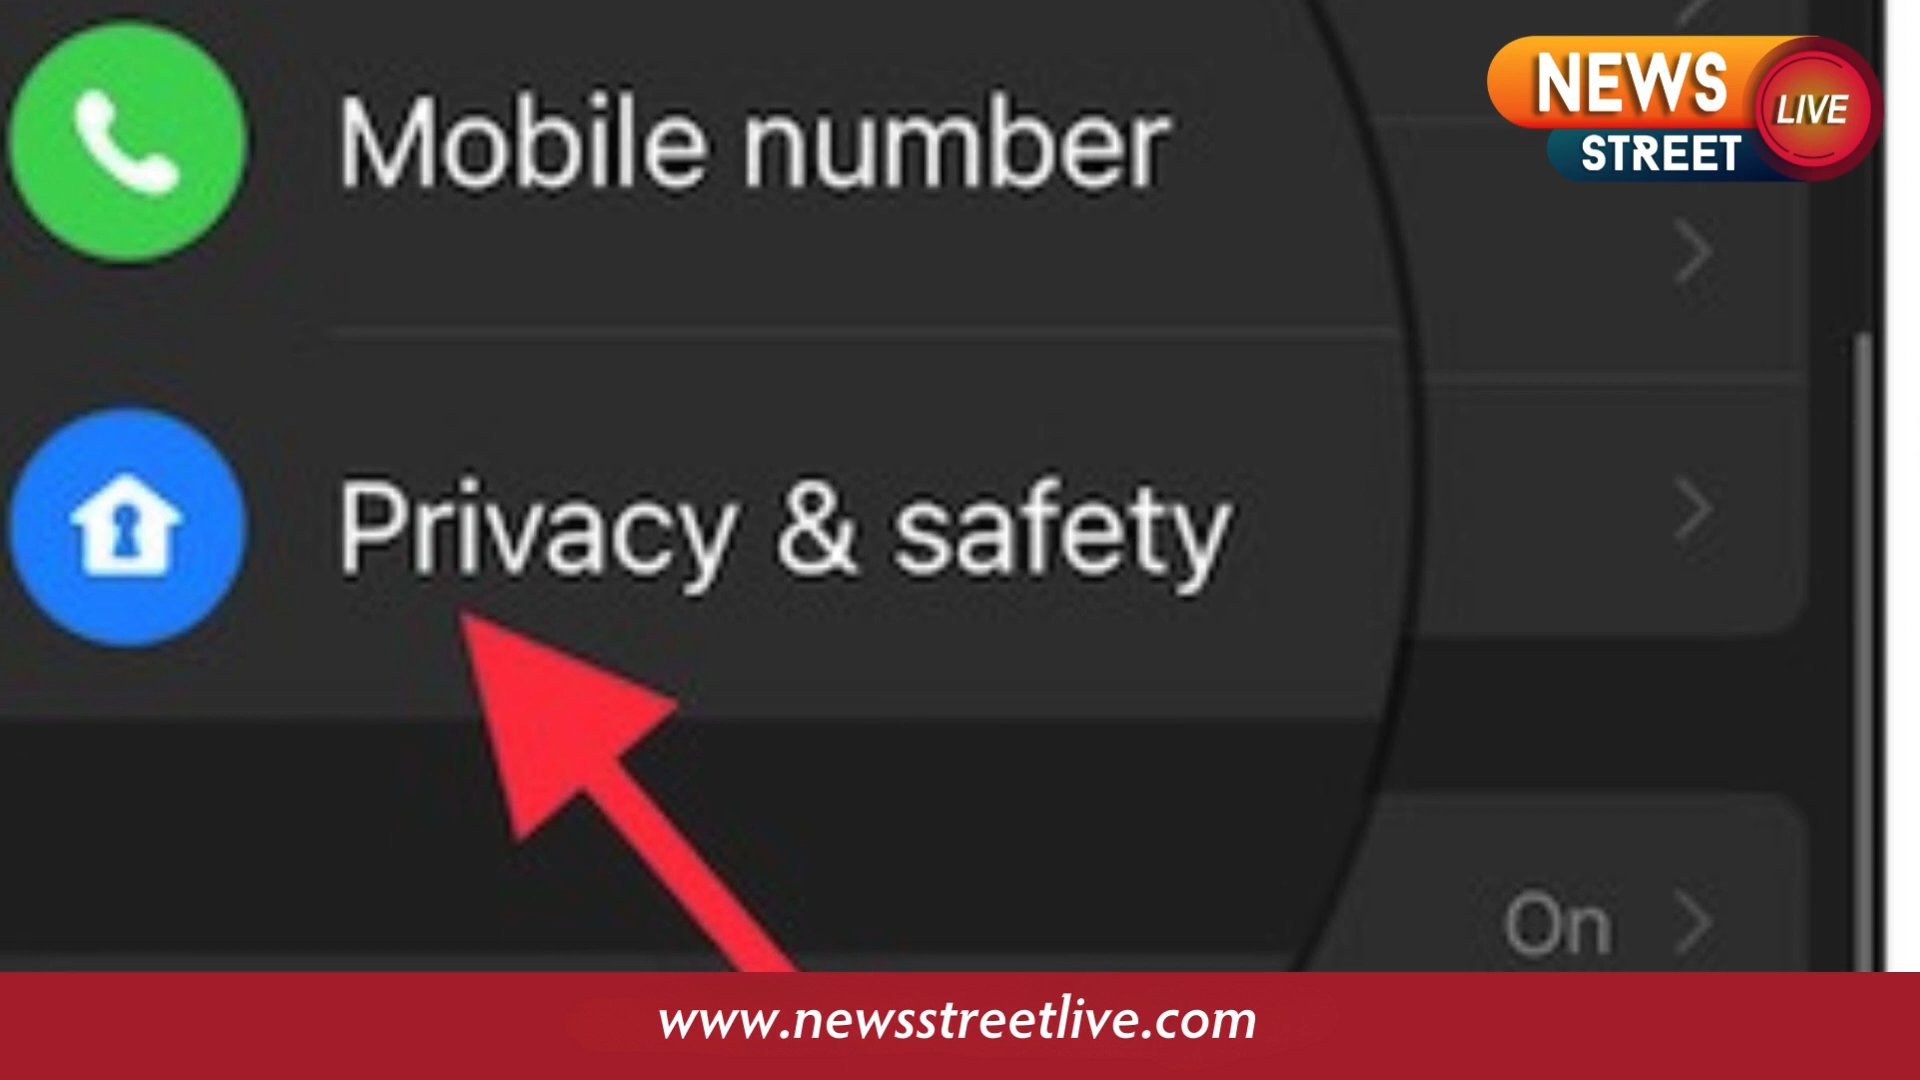 NEWS
LIVE
STREET
Mobile number
Privacy & safety
On
www.newsstreetlive.com